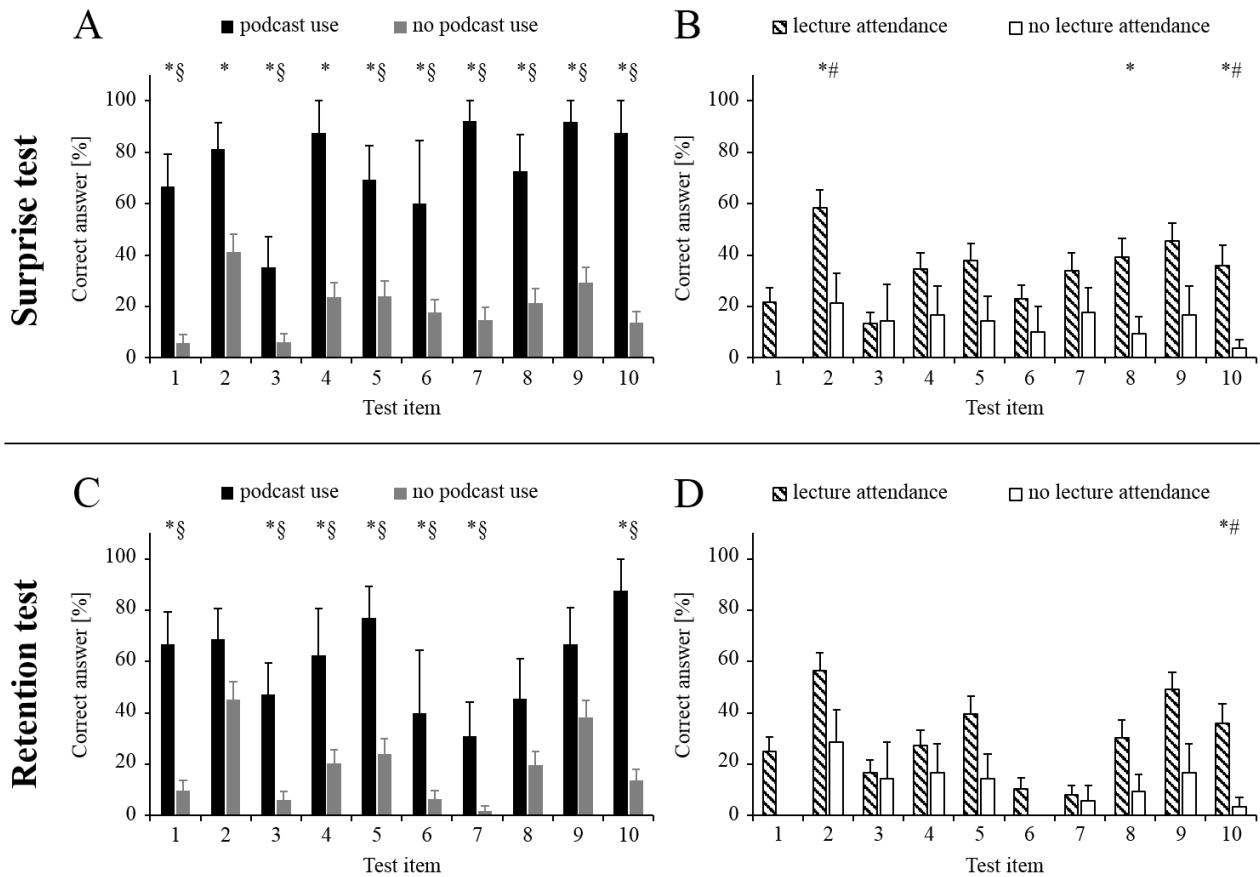 A
podcast use
no podcast use
*§ * *§ * *§ *§ *§ *§ *§ *§
Surprise test
Correct answer [%]
100
80
60
40
20
0
1 2 3 4 5 6 7 8 9 10
Test item
B
lecture attendance
no lecture attendance
*# * *#
Correct answer [%]
100
80
60
40
20
0
1 2 3 4 5 6 7 8 9 10
Test item
C
podcast use
no podcast use
*§ *§ *§ *§ *§ *§ *§
Retention test
Correct answer [%]
100
80
60
40
20
0
1 2 3 4 5 6 7 8 9 10
Test item
D
lecture attendance
no lecture attendance
*#
Correct answer [%]
100
80
60
40
20
0
1 2 3 4 5 6 7 8 9 10
Test item